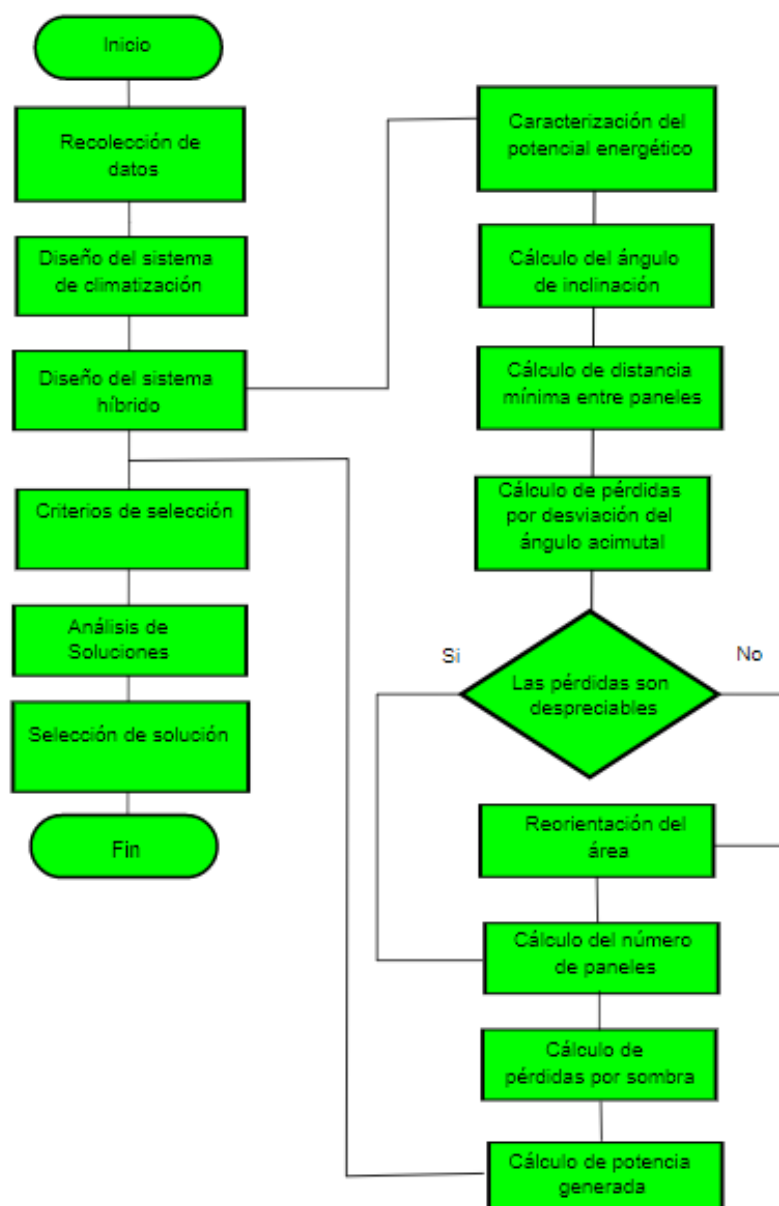 Inicio
Recolección de
datos
Diseño del sistema
de climatización
Diseño del sistema
híbrido
Criterios de selección
Análisis de
Soluciones
Selección de solución
Fin
Caracterización del
potencial energético
Cálculo del ángulo
de inclinación
Cálculo de distancia
mínima entre paneles
Cálculo de pérdidas
por desviación del
ángulo acimutal
Si
No
Las pérdidas son
despreciables
Reorientación del
área
Cálculo del número
de paneles
Cálculo de
pérdidas por sombra
Cálculo de potencia
generada